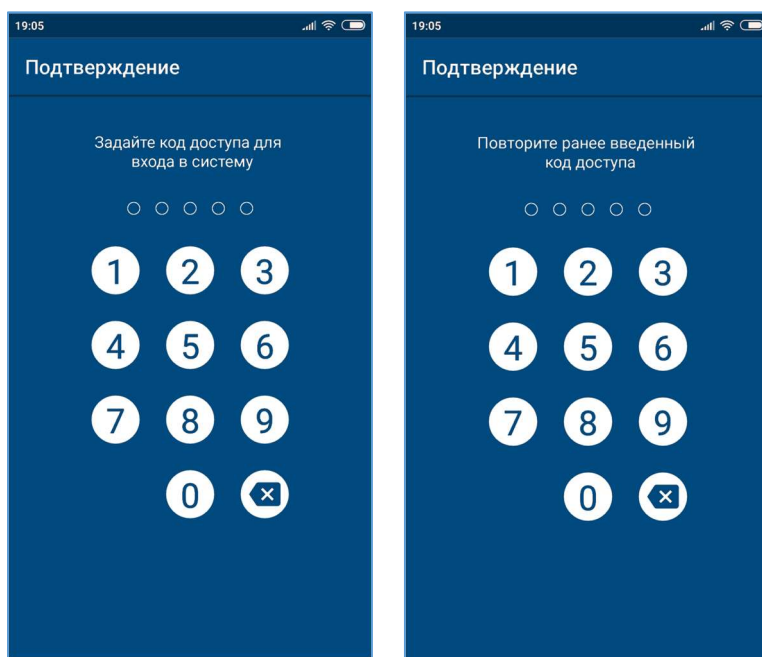 19:05
Подтверждение
Задайте код доступа для
входа в систему
1 2 3
4 5 6
7 8 9
0
19:05
Подтверждение
Повторите ранее введенный
код доступа
1 2 3
4 5 6
7 8 9
0